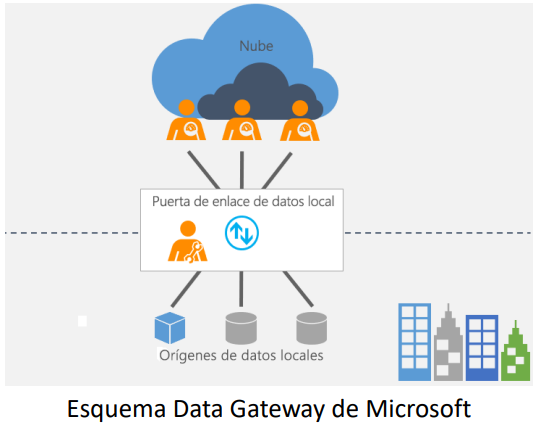 Nube
Puerta de enlace de datos local
Orígenes de datos locales
Esquema Data Gateway de Microsoft